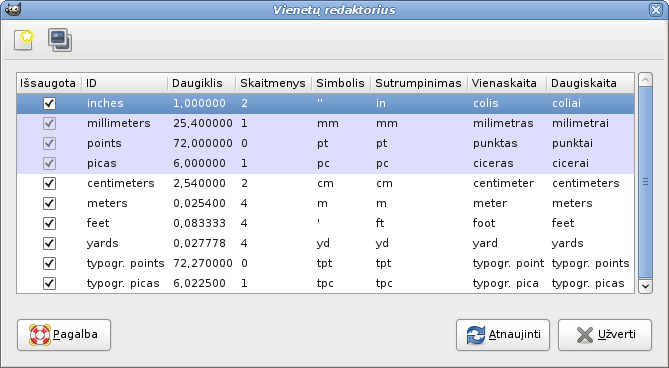 Vienetų redaktorius
Išsaugota ID Daugiklis Skaitmenys Simbolis Sutrumpinimas Vienaskaita Daugiskaita
inches 1,000000 2 '' in colis coliai
millimeters 25,400000 1 mm mm milimetras milimetrai
points 72,000000 0 pt pt punktas punktai
picas 6,000000 1 pc pc ciceras cicerai
centimeters 2,540000 2 cm cm centimeter centimeters
meters 0,025400 4 m m meter meters
feet 0,083333 4 ' ft foot feet
yards 0,027778 4 yd yd yard yards
typogr. points 72,270000 0 tpt tpt typogr. point typogr. points
typogr. picas 6,022500 1 tpc tpc typogr. pica typogr. picas
Pagalba Atnaujinti Užverti